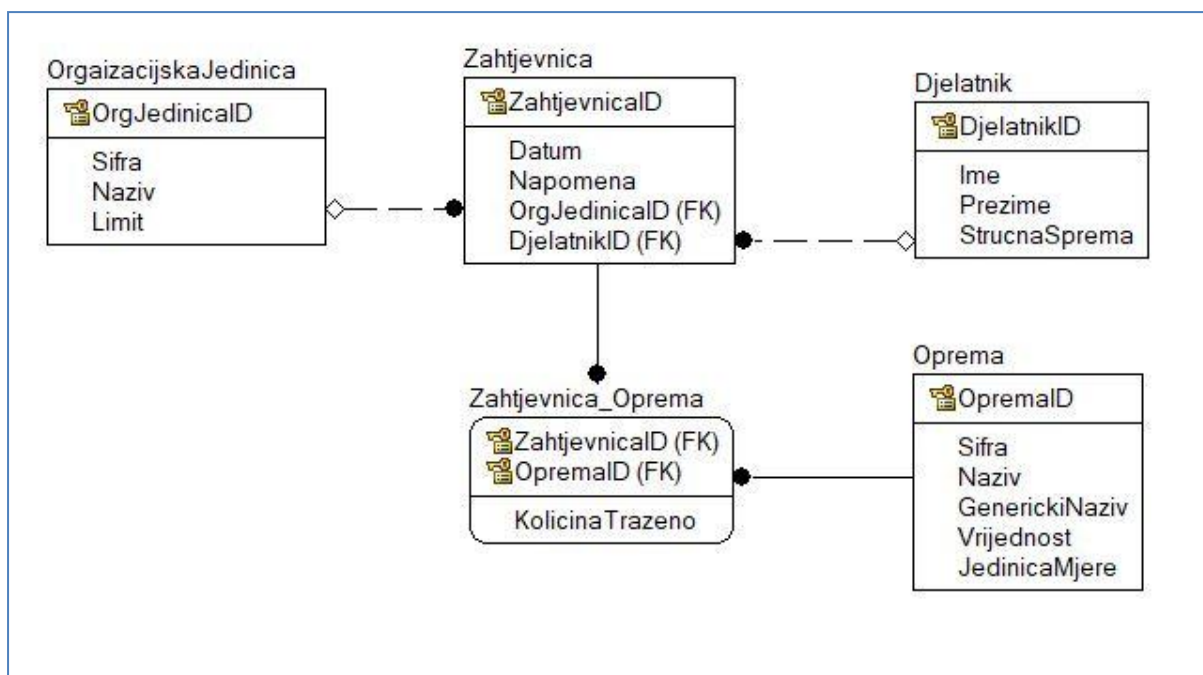 OrgaizacijskaJedinica
OrgJedinicaID
Sifra
Naziv
Limit
Zahtjevnica
ZahtjevnicaID
Datum
Napomena
OrgJedinicaID (FK)
DjelatnikID (FK)
Djelatnik
DjelatnikID
Ime
Prezime
StrucnaSprema
Zahtjevnica_Oprema
ZahtjevnicaID (FK)
OpremaID (FK)
KolicinaTrazeno
Oprema
OpremaID
Sifra
Naziv
GenerickiNaziv
Vrijednost
JedinicaMjere